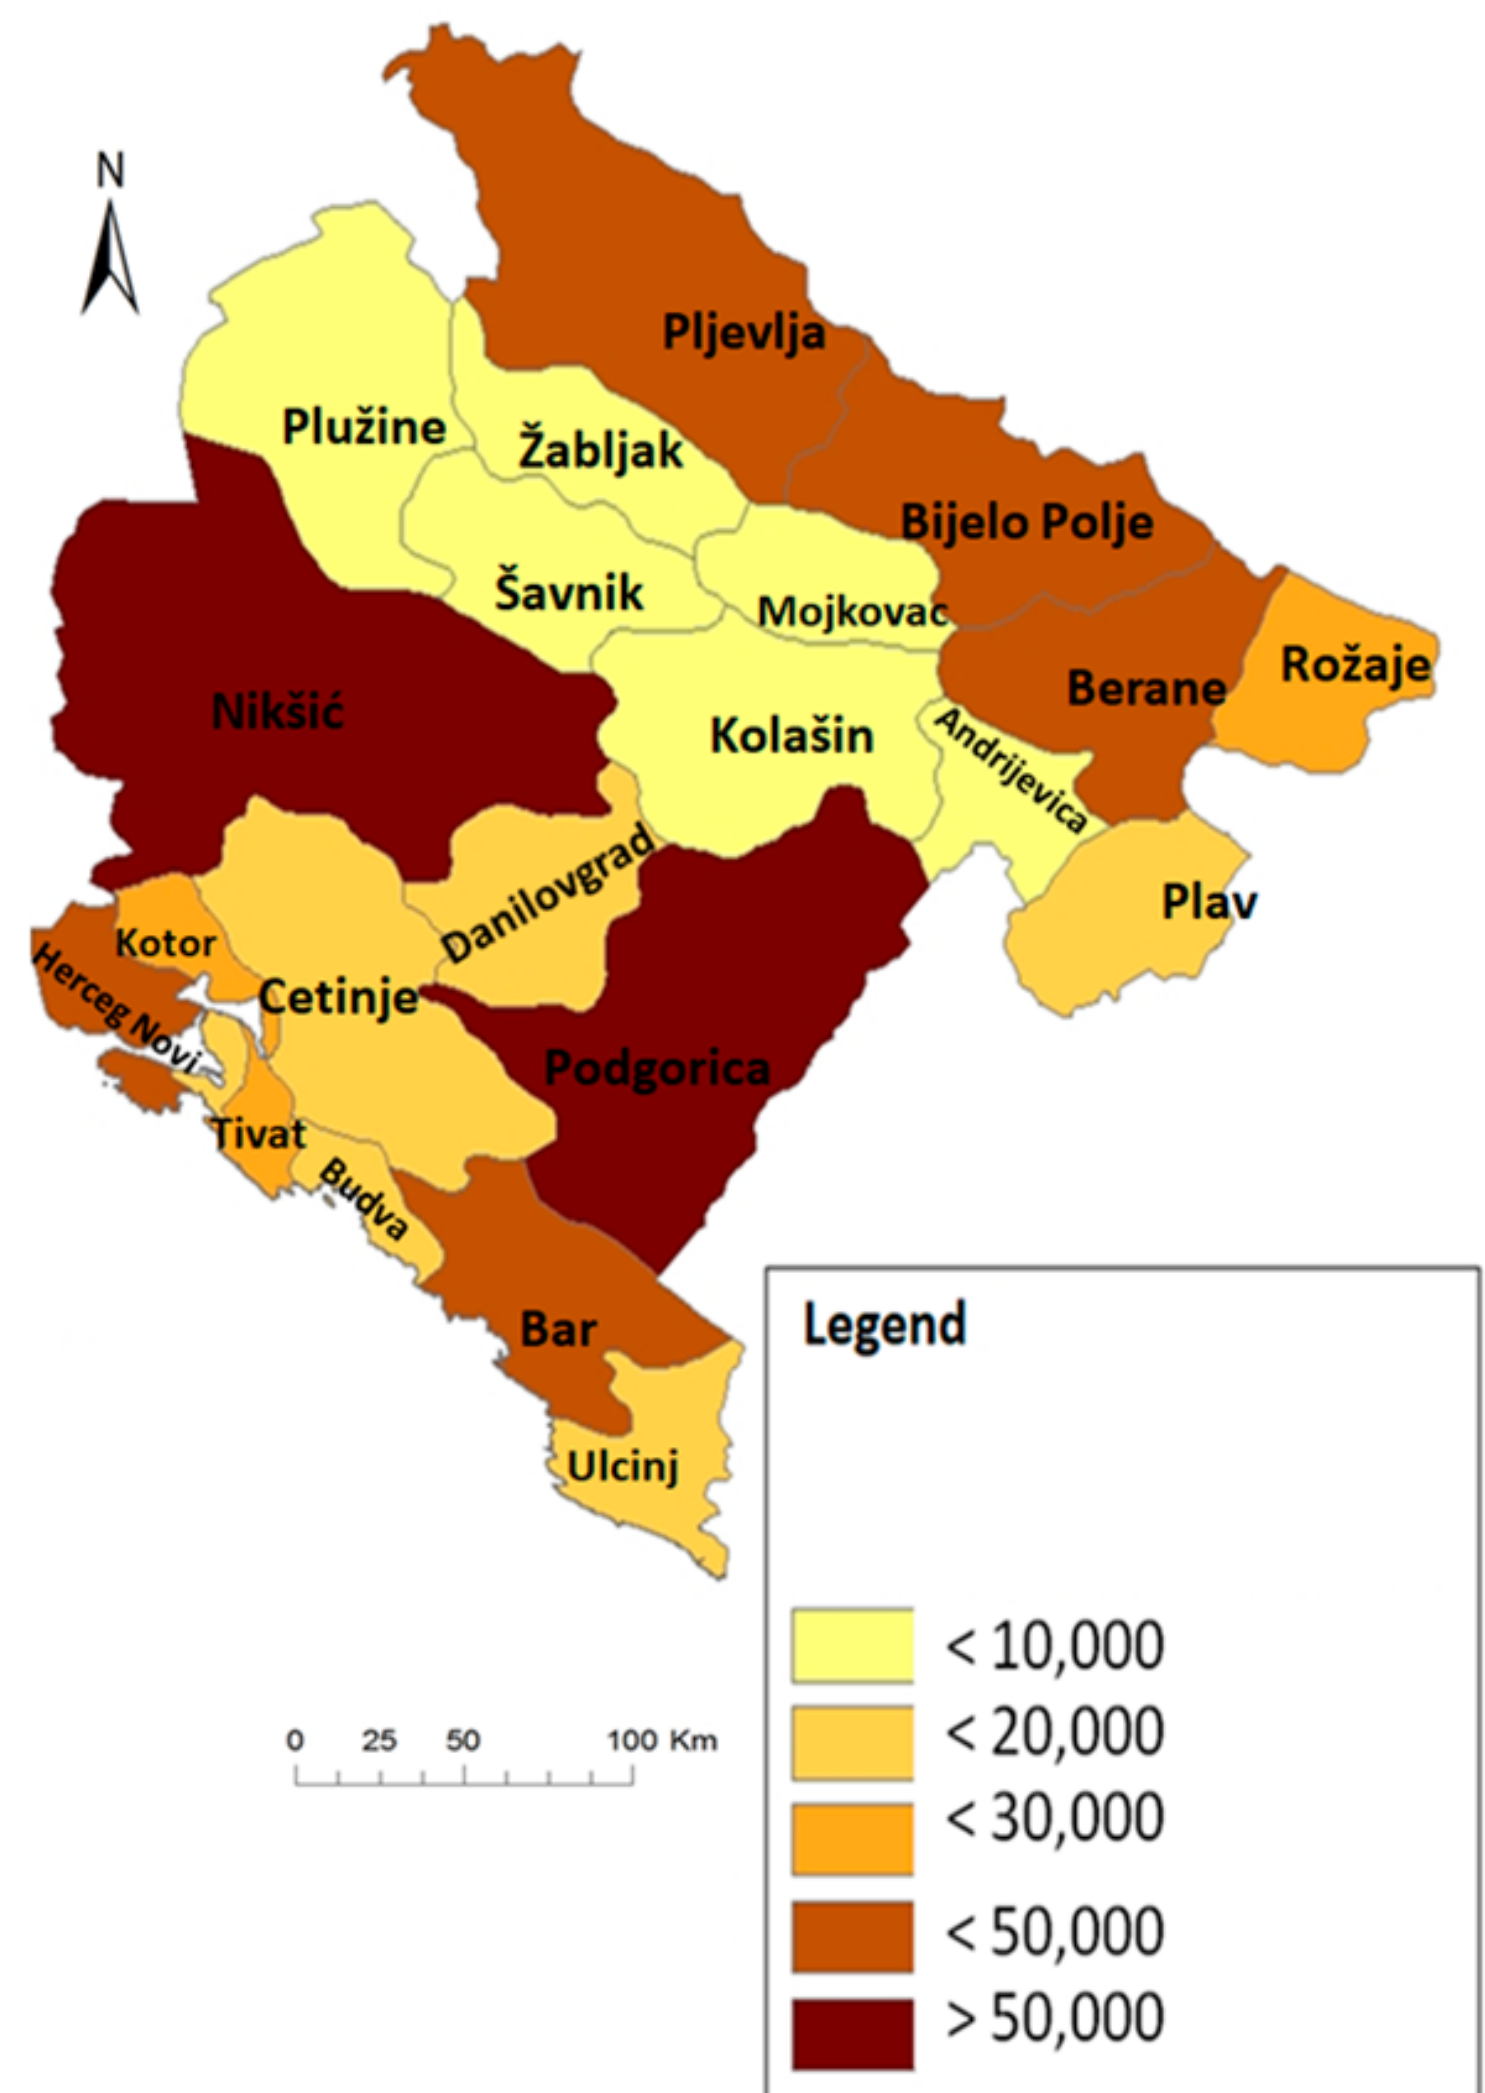 N
Pljevlja
Plužine
Žabljak
Bijelo Polje
Šavnik
Mojkovac
Rožaje
Berane
Nikšić
Kolašin
Andrijevica
Danilovgrad
Plav
Kotor
Herceg Novi
Cetinje
Podgorica
Tivat
Budva
Bar
Ulcinj
Legend
< 10,000
< 20,000
< 30,000
< 50,000
> 50,000
0 25 50 100 Km